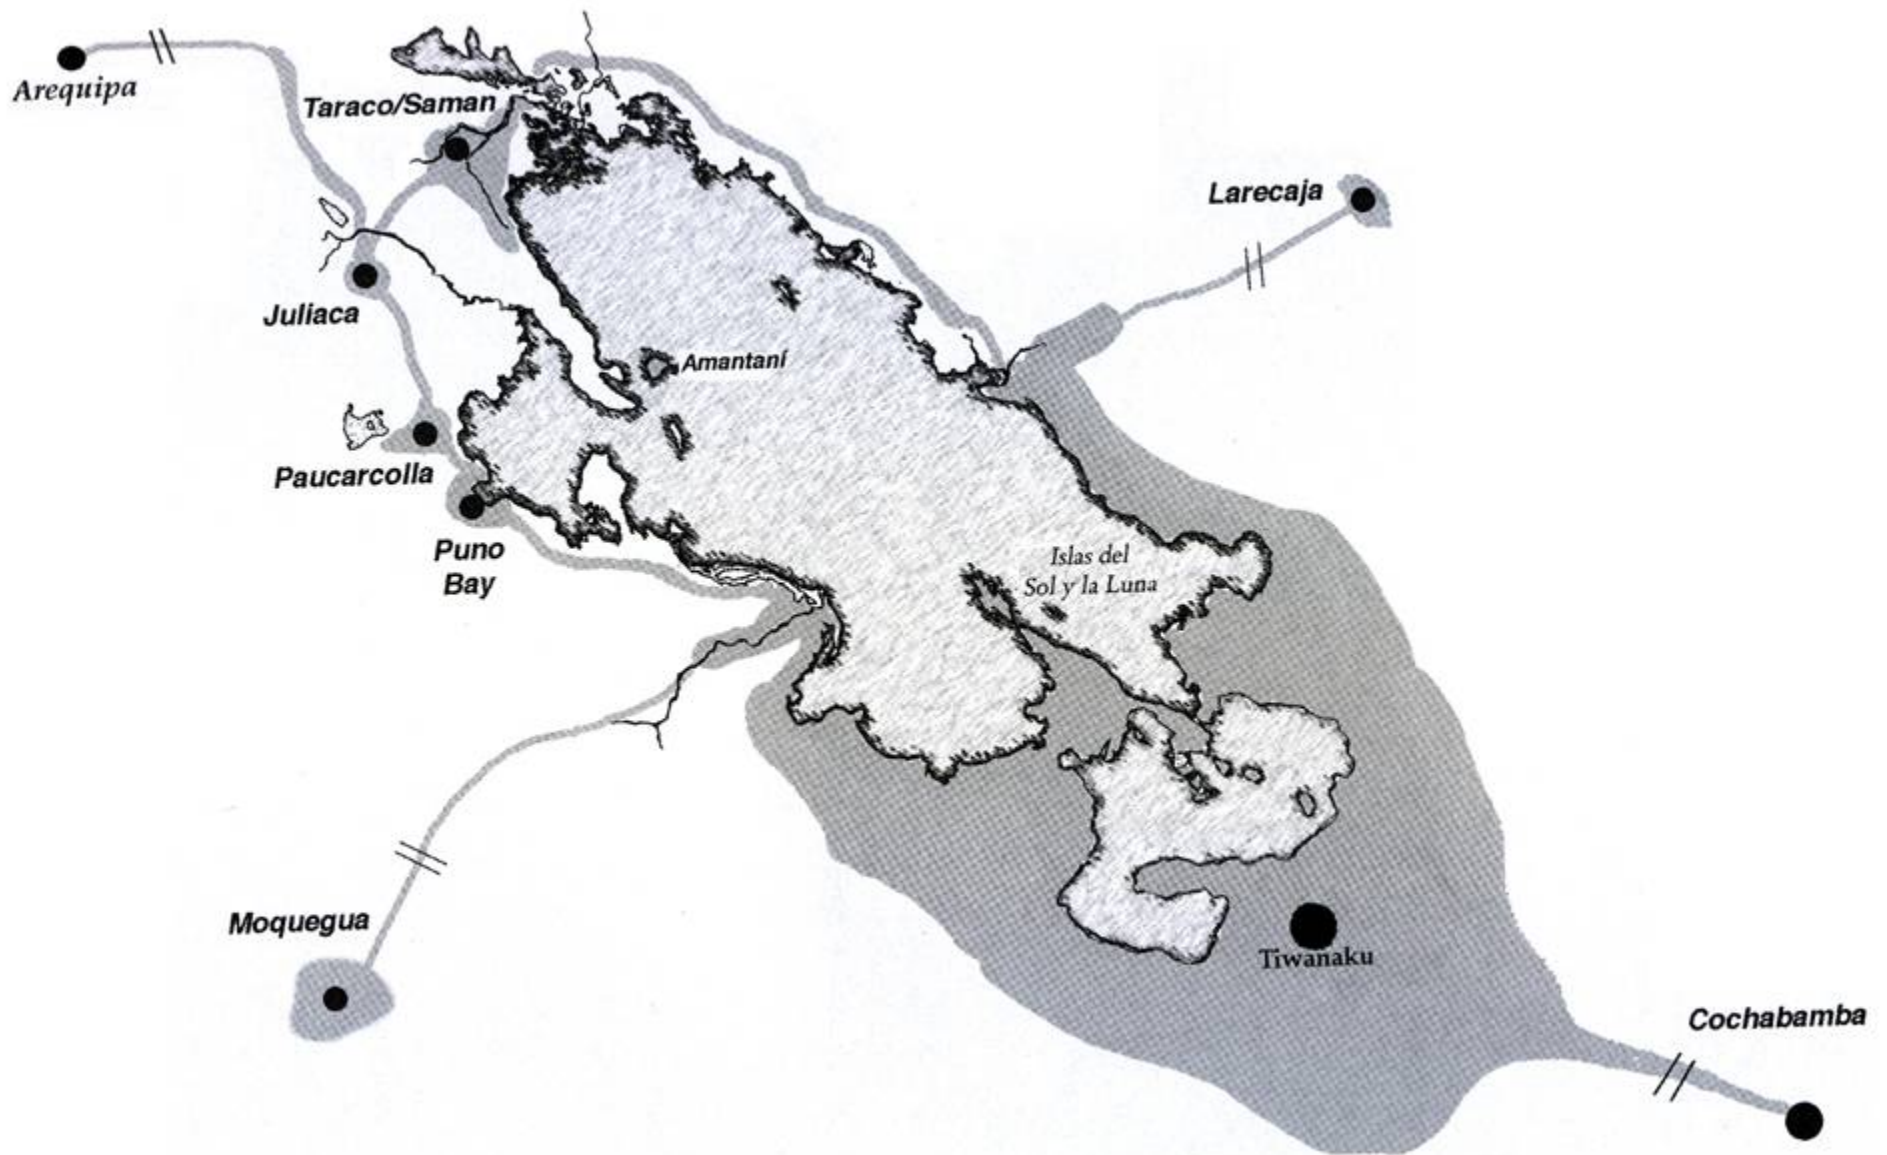 Arequipa
Taraco/Saman
Larecaja
Juliaca
Amantaní
Paucarcolla
Puno
Bay
Islas del
Sol y la Luna
Moquegua
Tiwanaku
Cochabamba